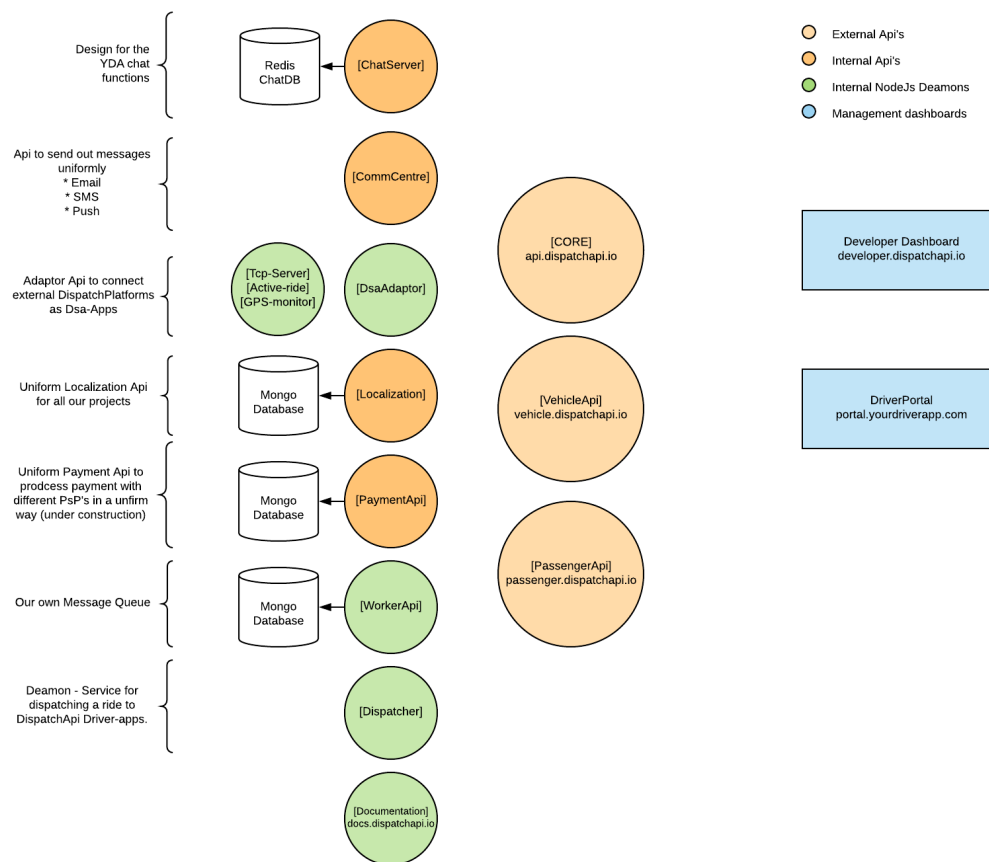 Design for the
YDA chat
functions
Redis
ChatDB
[ChatServer]
External Api's
Internal Api's
Internal NodeJs Deamons
Management dashboards
Api to send out messages
uniformly
* Email
* SMS
* Push
[CommCentre]
Adaptor Api to connect
external DispatchPlatforms
as Dsa-Apps
[Tcp-Server]
[Active-ride]
[GPS-monitor]
[DsaAdaptor]
[CORE]
api.dispatchapi.io
Developer Dashboard
developer.dispatchapi.io
Uniform Localization Api
for all our projects
Mongo
Database
[Localization]
[VehicleApi]
vehicle.dispatchapi.io
DriverPortal
portal.yourdriverapp.com
Uniform Payment Api to
prodcess payment with
different PsP's in a unfirm
way (under construction)
Mongo
Database
[PaymentApi]
[PassengerApi]
passenger.dispatchapi.io
Our own Message Queue
Mongo
Database
[WorkerApi]
Deamon - Service for
dispatching a ride to
DispatchApi Driver-apps.
[Dispatcher]
[Documentation]
docs.dispatchapi.io